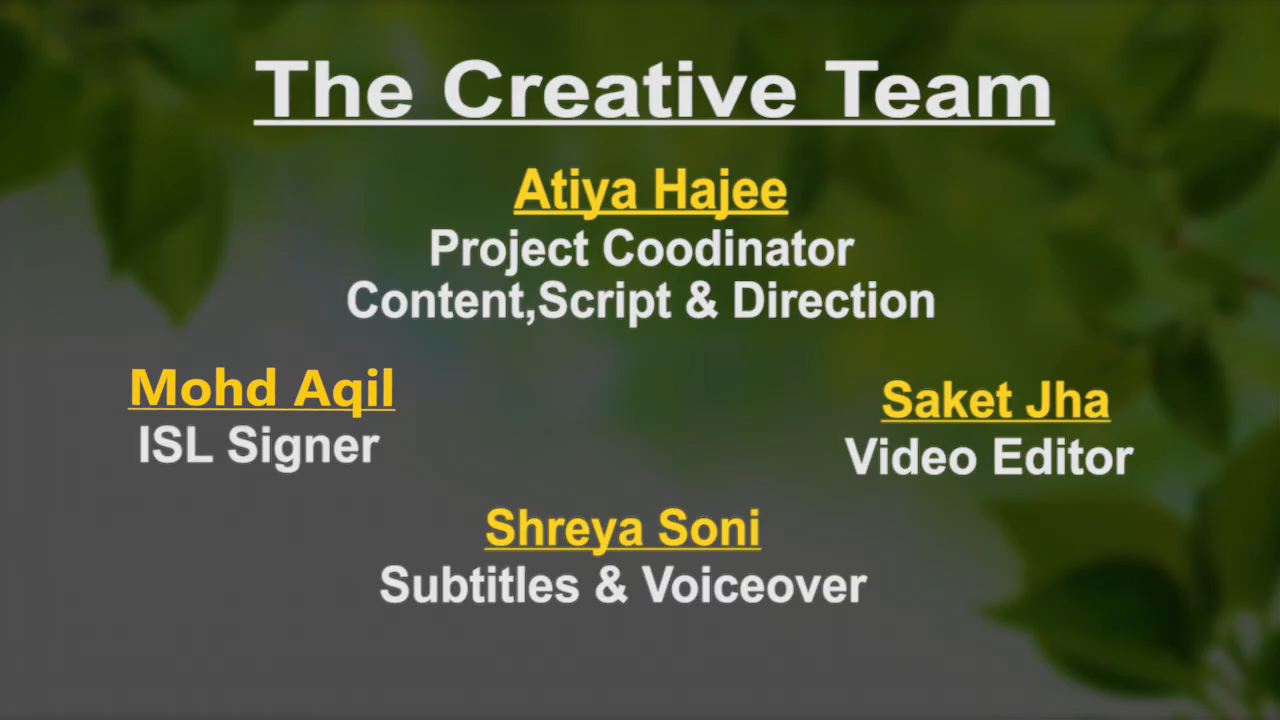 The Creative Team
Atiya Hajee
Project Coodinator
Content,Script & Direction
Mohd Aqil
ISL Signer
Saket Jha
Video Editor
Shreya Soni
Subtitles & Voiceover